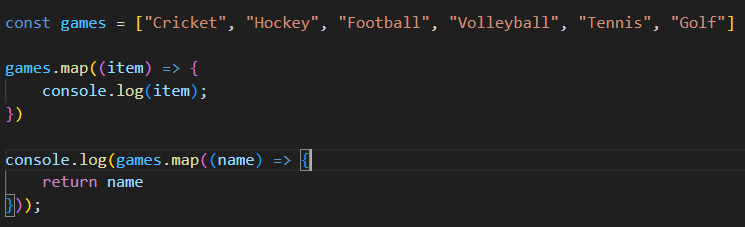 const games = ["Cricket", "Hockey", "Football", "Volleyball", "Tennis", "Golf"]
games.map((item) => {
console.log(item);
})
console.log(games.map((name) => {
return name
}));